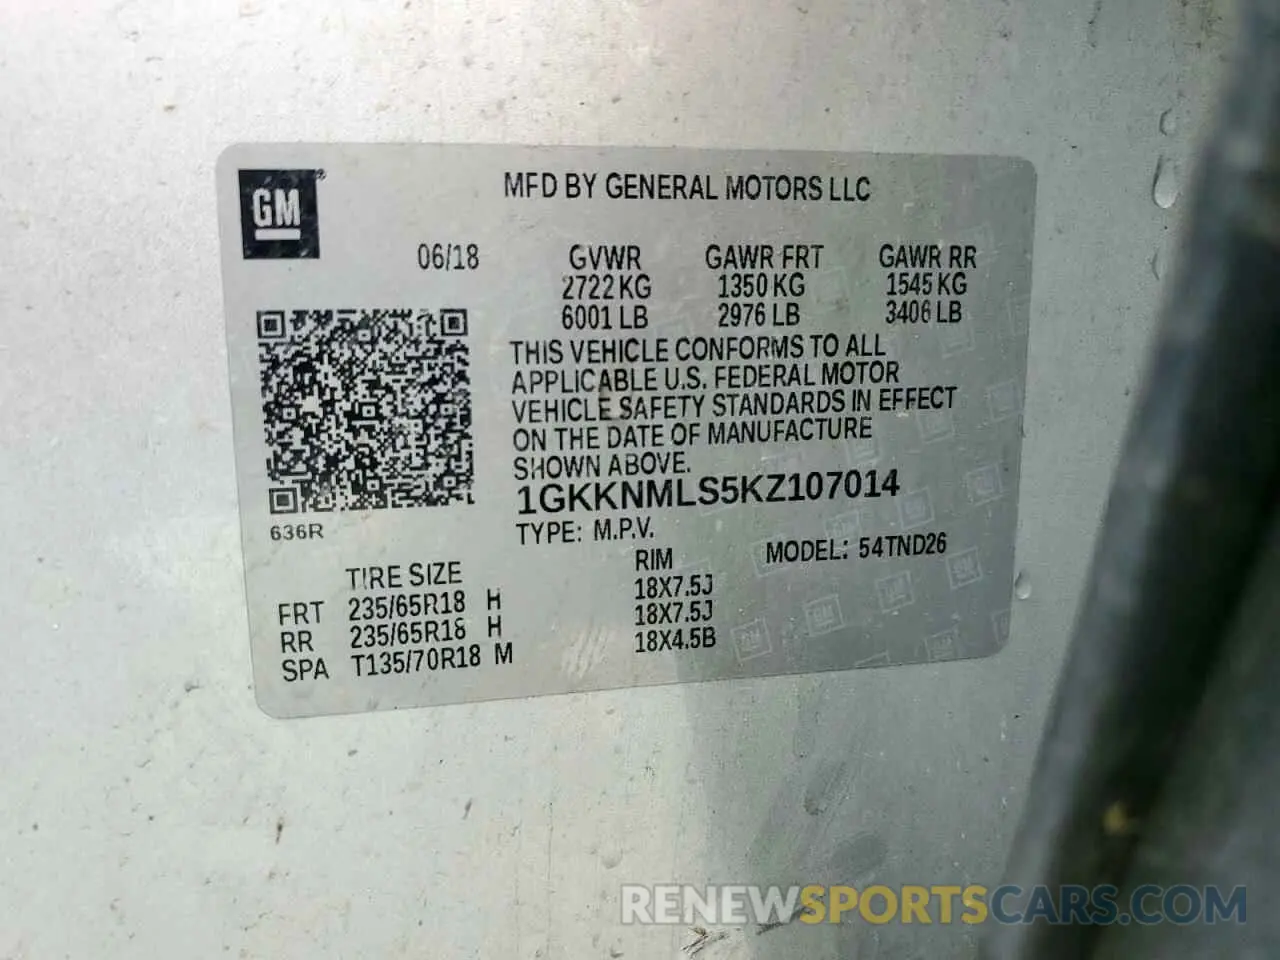 GM®
MFD BY GENERAL MOTORS LLC
06/18 GVWR GAWR FRT GAWR RR
2722 KG 1350 KG 1545 KG
6001 LB 2976 LB 3406 LB
THIS VEHICLE CONFORMS TO ALL
APPLICABLE U.S. FEDERAL MOTOR
VEHICLE SAFETY STANDARDS IN EFFECT
ON THE DATE OF MANUFACTURE
SHOWN ABOVE.
1GKKNMLS5KZ107014
636R
TYPE: M.P.V. MODEL: 54TND26
TIRE SIZE RIM
FRT 235/65R18 H 18X7.5J
RR 235/65R18 H 18X7.5J
SPA T135/70R18 M 18X4.5B
RENEWSPORTSCARS.COM